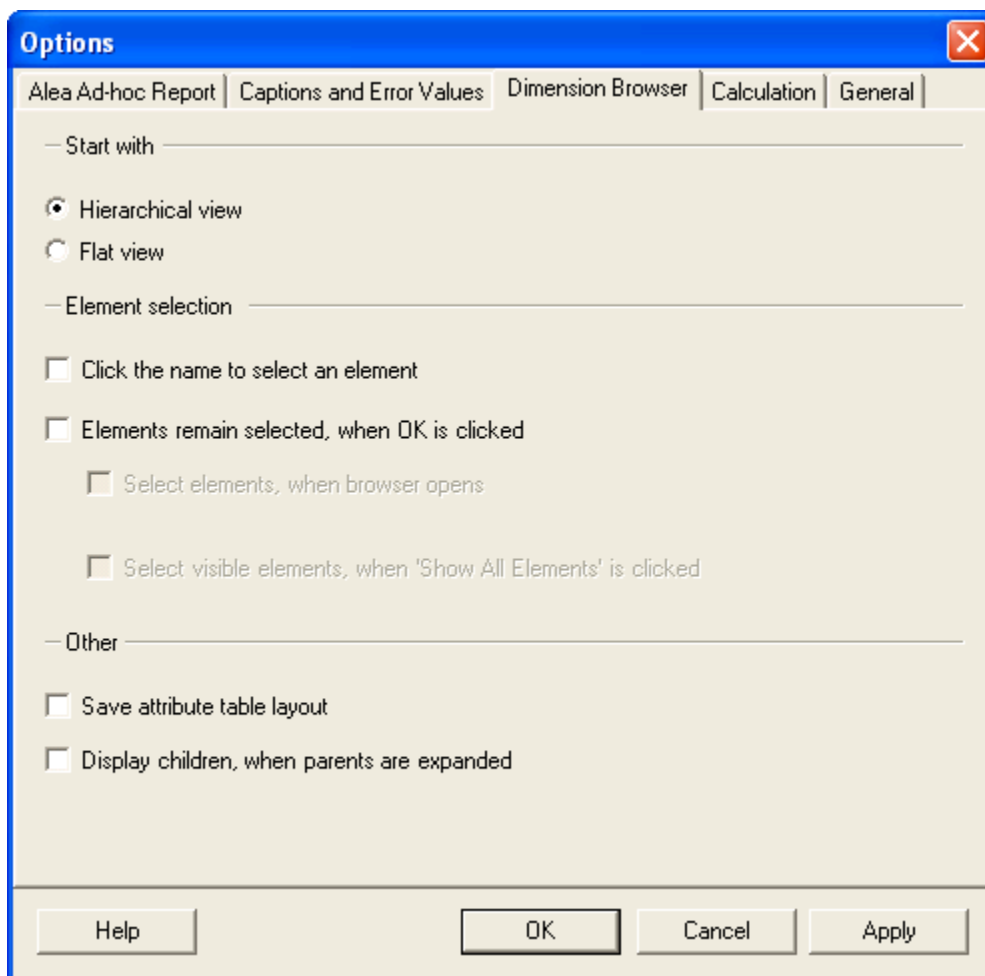 Options
Alea Ad-hoc Report Captions and Error Values Dimension Browser Calculation General
Start with
Hierarchical view
Flat view
Element selection
Click the name to select an element
Elements remain selected, when OK is clicked
Select elements, when browser opens
Select visible elements, when 'Show All Elements' is clicked
Other
Save attribute table layout
Display children, when parents are expanded
Help OK Cancel Apply